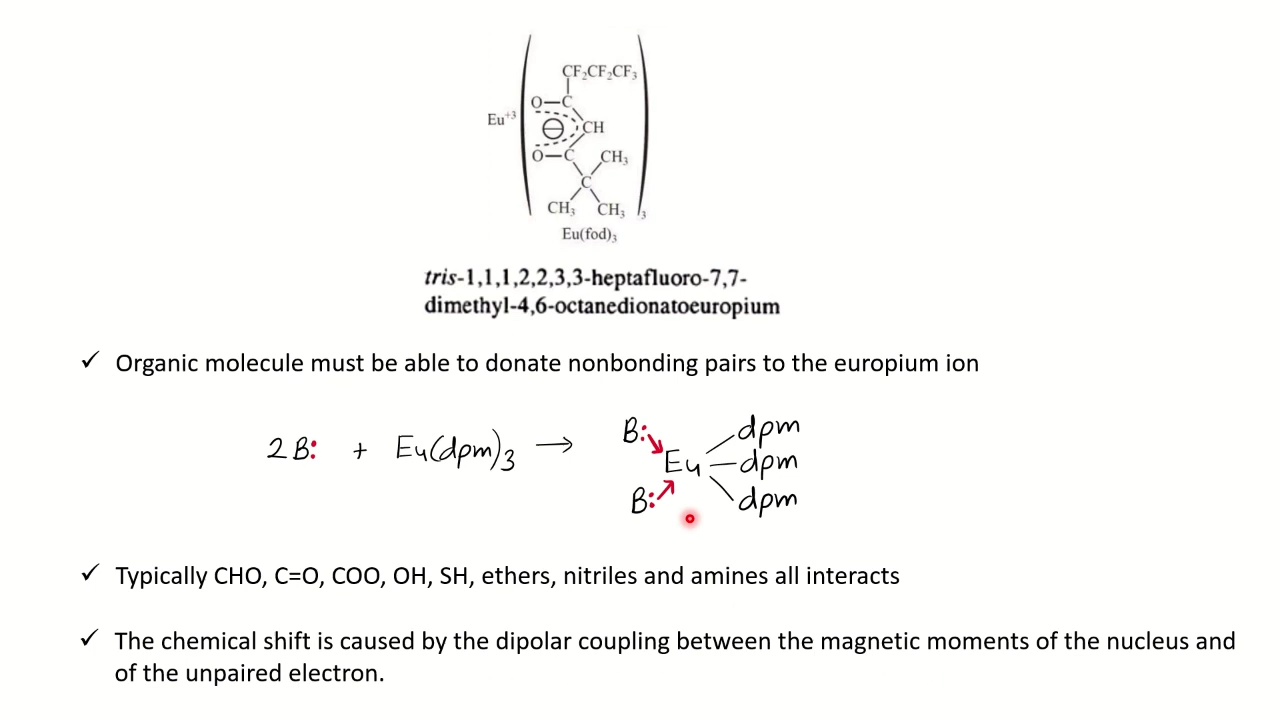 CF₂CF₂CF₃
O—C
Eu⁺³
⊖
CH
O—C
CH₃
C
CH₃ CH₃
3
Eu(fod)₃
tris-1,1,1,2,2,3,3-heptafluoro-7,7-
dimethyl-4,6-octanedionatoeuropium
✓ Organic molecule must be able to donate nonbonding pairs to the europium ion
2 B: + Eu(dpm)₃ →
B: dpm
Eu — dpm
B: dpm
✓ Typically CHO, C=O, COO, OH, SH, ethers, nitriles and amines all interacts
✓ The chemical shift is caused by the dipolar coupling between the magnetic moments of the nucleus and
of the unpaired electron.